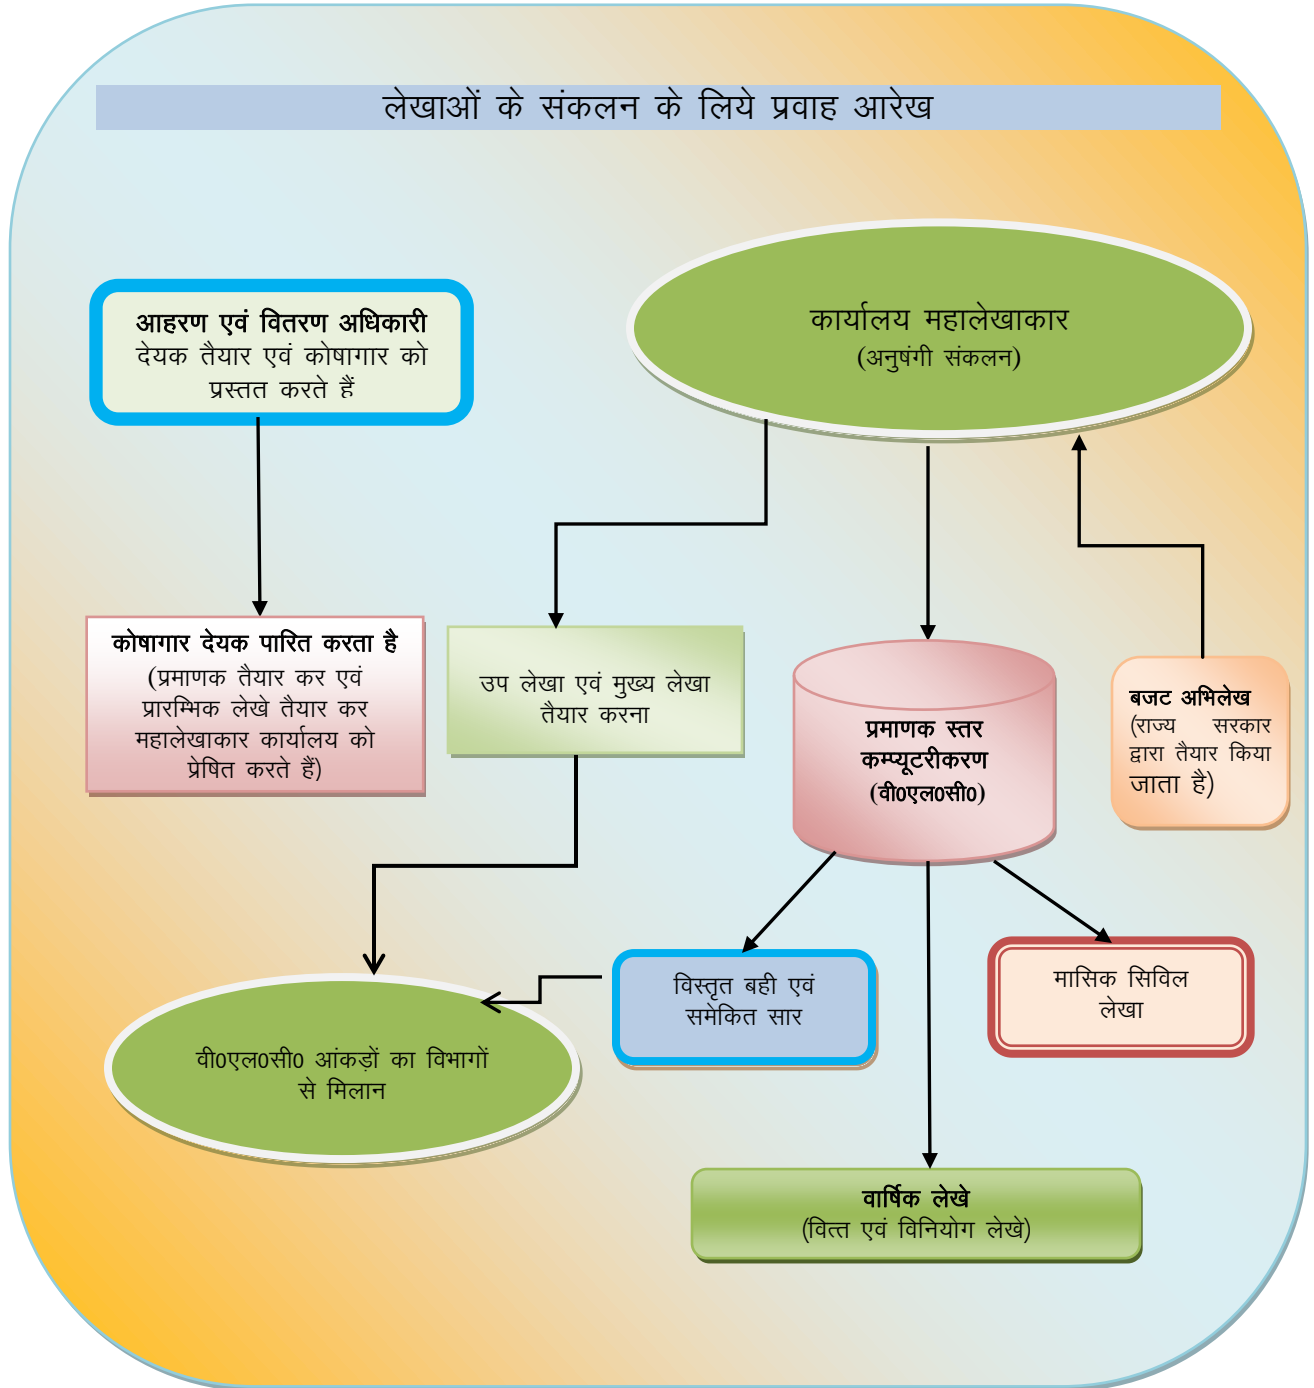 लेखाओं के संकलन के लिये प्रवाह आरेख
आहरण एवं वितरण अधिकारी
देयक तैयार एवं कोषागार को
प्रस्तत करते हैं
कार्यालय महालेखाकार
(अनुषंगी संकलन)
कोषागार देयक पारित करता है
(प्रमाणक तैयार कर एवं
प्रारम्भिक लेखे तैयार कर
महालेखाकार कार्यालय को
प्रेषित करते हैं)
उप लेखा एवं मुख्य लेखा
तैयार करना
प्रमाणक स्तर
कम्प्यूटरीकरण
(वी0एल0सी0)
बजट अभिलेख
(राज्य सरकार
द्वारा तैयार किया
जाता है)
विस्तृत बही एवं
समेकित सार
मासिक सिविल
लेखा
वी0एल0सी0 आंकड़ों का विभागों
से मिलान
वार्षिक लेखे
(वित्त एवं विनियोग लेखे)